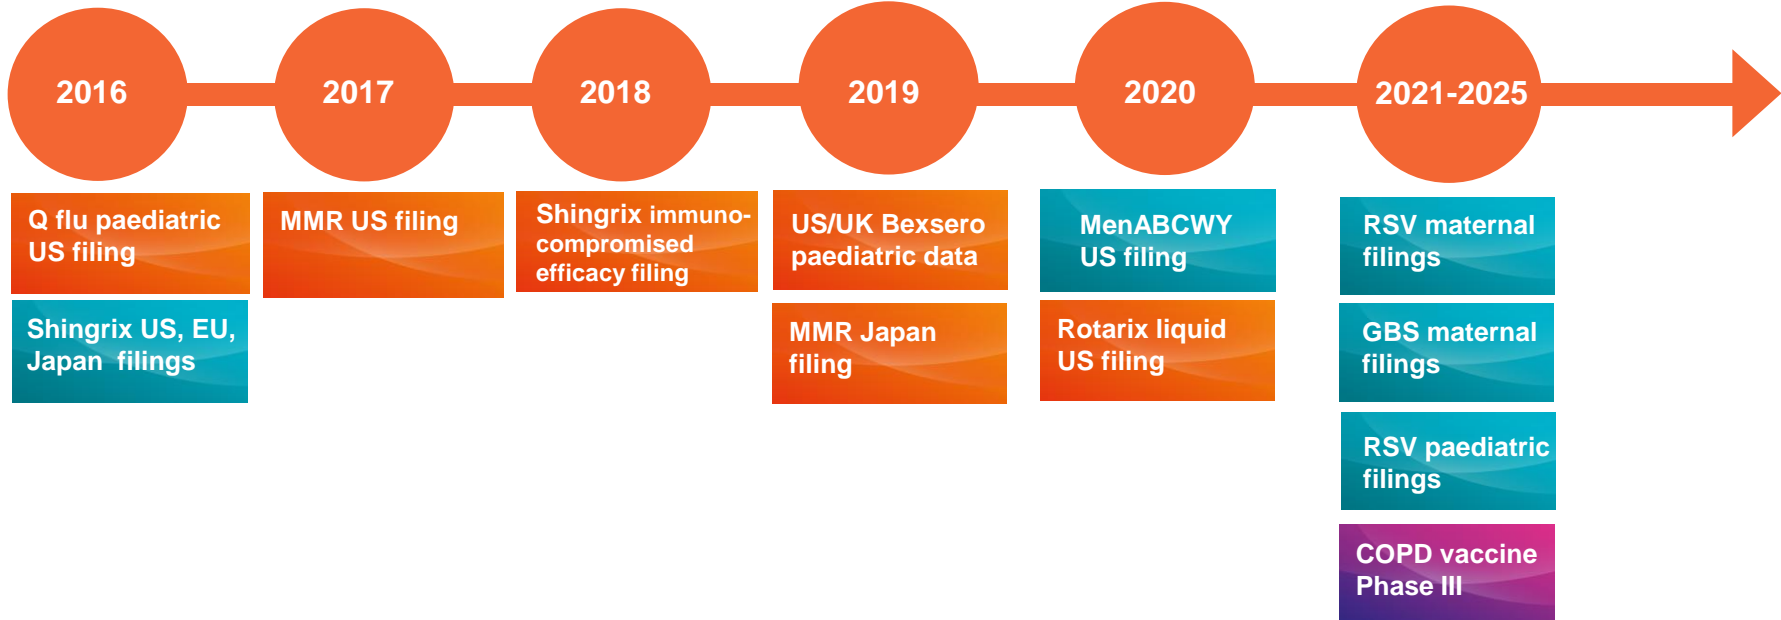 2016
2017
2018
2019
2020
2021-2025
Q flu paediatric
US filing
Shingrix US, EU,
Japan filings
MMR US filing
Shingrix immuno-
compromised
efficacy filing
US/UK Bexsero
paediatric data
MMR Japan
filing
MenABCWY
US filing
Rotarix liquid
US filing
RSV maternal
filings
GBS maternal
filings
RSV paediatric
filings
COPD vaccine
Phase III